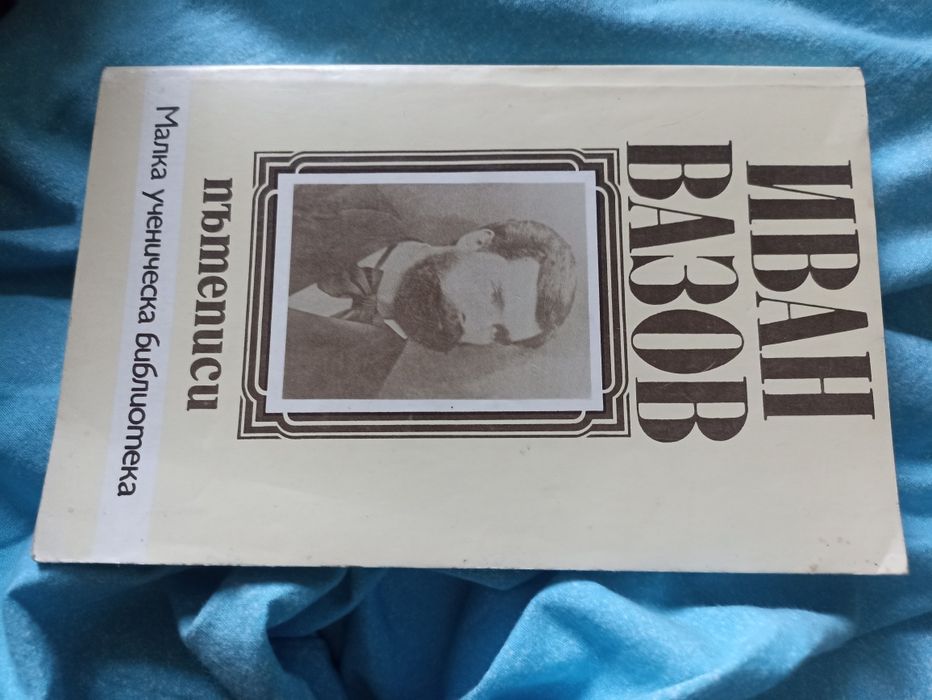 ИВАН
ВАЗОВ
пътеписи
Малка ученическа библиотека